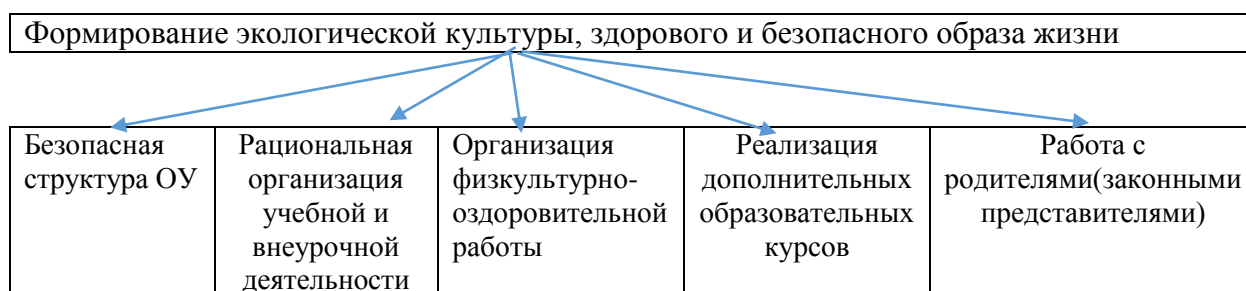 Формирование экологической культуры, здорового и безопасного образа жизни
Безопасная
структура ОУ
Рациональная
организация
учебной и
внеурочной
деятельности
Организация
физкультурно-
оздоровительной
работы
Реализация
дополнительных
образовательных
курсов
Работа с
родителями(законными
представителями)